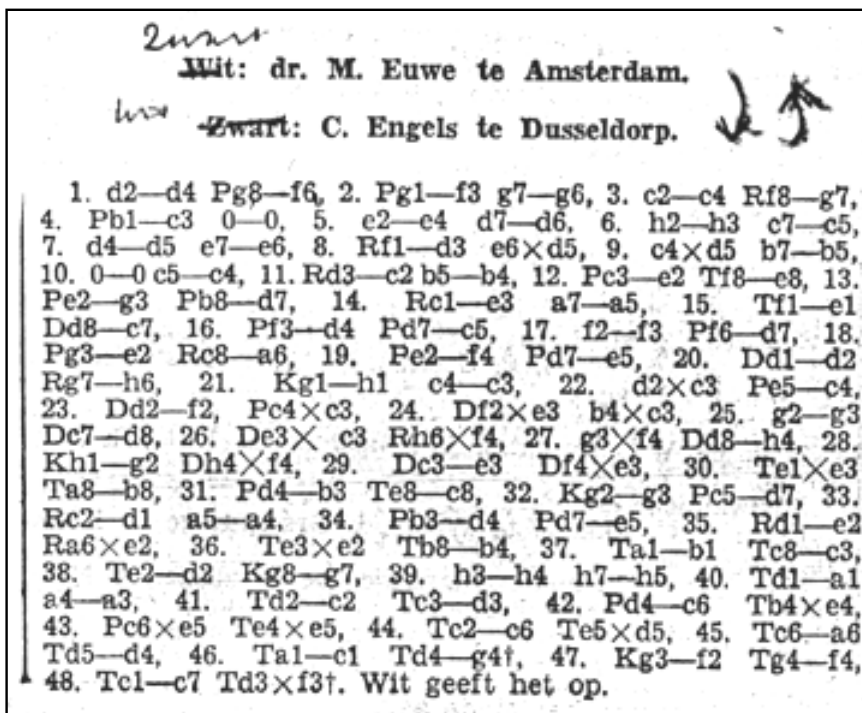 Zwart
Wit: dr. M. Euwe te Amsterdam.
wit
Zwart: C. Engels te Dusseldorp.
1. d2—d4 Pg8—f6, 2. Pg1—f3 g7—g6, 3. c2—c4 Rf8—g7,
4. Pb1—c3 0—0, 5. e2—e4 d7—d6, 6. h2—h3 c7—c5,
7. d4—d5 e7—e6, 8. Rf1—d3 e6×d5, 9. c4×d5 b7—b5,
10. 0—0 c5—c4, 11. Rd3—c2 b5—b4, 12. Pc3—e2 Tf8—e8, 13.
Pe2—g3 Pb8—d7, 14. Rc1—e3 a7—a5, 15. Tf1—e1
Dd8—c7, 16. Pf3—d4 Pd7—c5, 17. f2—f3 Pf6—d7, 18.
Pg3—e2 Rc8—a6, 19. Pe2—f4 Pd7—e5, 20. Dd1—d2
Rg7—h6, 21. Kg1—h1 c4—c3, 22. d2×c3 Pe5—c4,
23. Dd2—f2, Pc4×c3, 24. Df2×e3 b4×c3, 25. g2—g3
Dc7—d8, 26. De3× c3 Rh6×f4, 27. g3×f4 Dd8—h4, 28.
Kh1—g2 Dh4×f4, 29. Dc3—e3 Df4×e3, 30. Te1×e3
Ta8—b8, 31. Pd4—b3 Te8—c8, 32. Kg2—g3 Pc5—d7, 33.
Rc2—d1 a5—a4, 34. Pb3—d4 Pd7—e5, 35. Rd1—e2
Ra6×e2, 36. Te3×e2 Tb8—b4, 37. Ta1—b1 Tc8—c3,
38. Te2—d2 Kg8—g7, 39. h3—h4 h7—h5, 40. Td1—a1
a4—a3, 41. Td2—c2 Tc3—d3, 42. Pd4—c6 Tb4×e4,
43. Pc6×e5 Te4×e5, 44. Tc2—c6 Te5×d5, 45. Tc6—a6
Td5—d4, 46. Ta1—c1 Td4—g4†, 47. Kg3—f2 Tg4—f4,
48. Tc1—c7 Td3×f3†. Wit geeft het op.